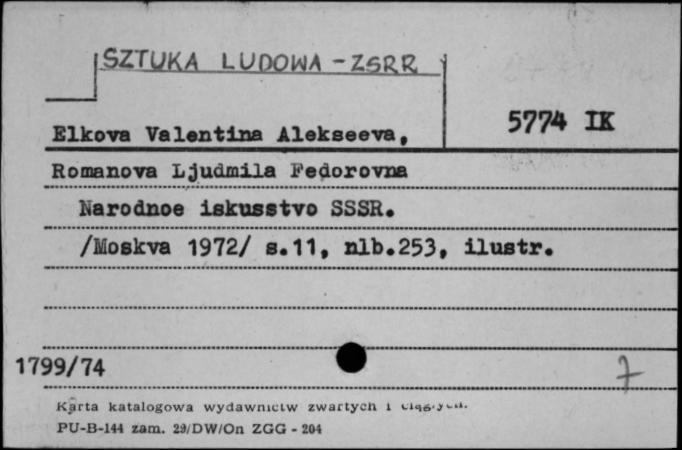 SZTUKA LUDOWA - ZSRR
5774 IK
Elkova Valentina Alekseeva,
Romanova Ljudmila Fedorovna
Narodnoe iskusstvo SSSR.
/Moskva 1972/ s.11, nlb.253, ilustr.
1799/74
7
Karta katalogowa wydawnictw zwartych i
PU-B-144 zam. 29/DW/On ZGG - 204